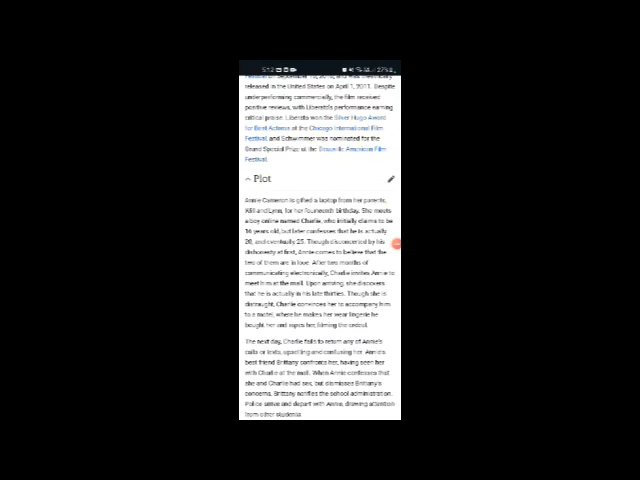 5:12
Festival on September 10, 2010, and was theatrically
released in the United States on April 1, 2011. Despite
underperforming commercially, the film received
positive reviews, with Liberato's performance earning
critical praise. Liberato won the Silver Hugo Award
for Best Actress at the Chicago International Film
Festival, and Schwimmer was nominated for the
Grand Special Prize at the Deauville American Film
Festival.
Plot
Annie Cameron is gifted a laptop from her parents,
Will and Lynn, for her fourteenth birthday. She meets
a boy online named Charlie, who initially claims to be
16 years old, but later confesses that he is actually
20, and eventually 25. Though disconcerted by his
dishonesty at first, Annie comes to believe that the
two of them are in love. After two months of
communicating electronically, Charlie invites Annie to
meet him at the mall. Upon arriving, she discovers
that he is actually in his late thirties. Though she is
distraught, Charlie convinces her to accompany him
to a motel, where he makes her wear lingerie he
bought her and rapes her, filming the ordeal.
The next day, Charlie fails to return any of Annie's
calls or texts, upsetting and confusing her. Annie's
best friend Brittany confronts her, having seen her
with Charlie at the mall. When Annie confesses that
she and Charlie had sex, but dismisses Brittany's
concerns, Brittany notifies the school administration.
Police arrive and depart with Annie, drawing attention
from other students.